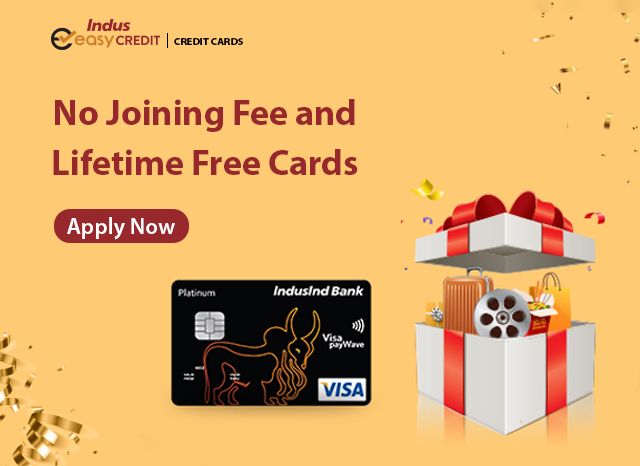 Indus
easy CREDIT | CREDIT CARDS
No Joining Fee and
Lifetime Free Cards
Apply Now
Platinum
IndusInd Bank
Visa
payWave
VISA